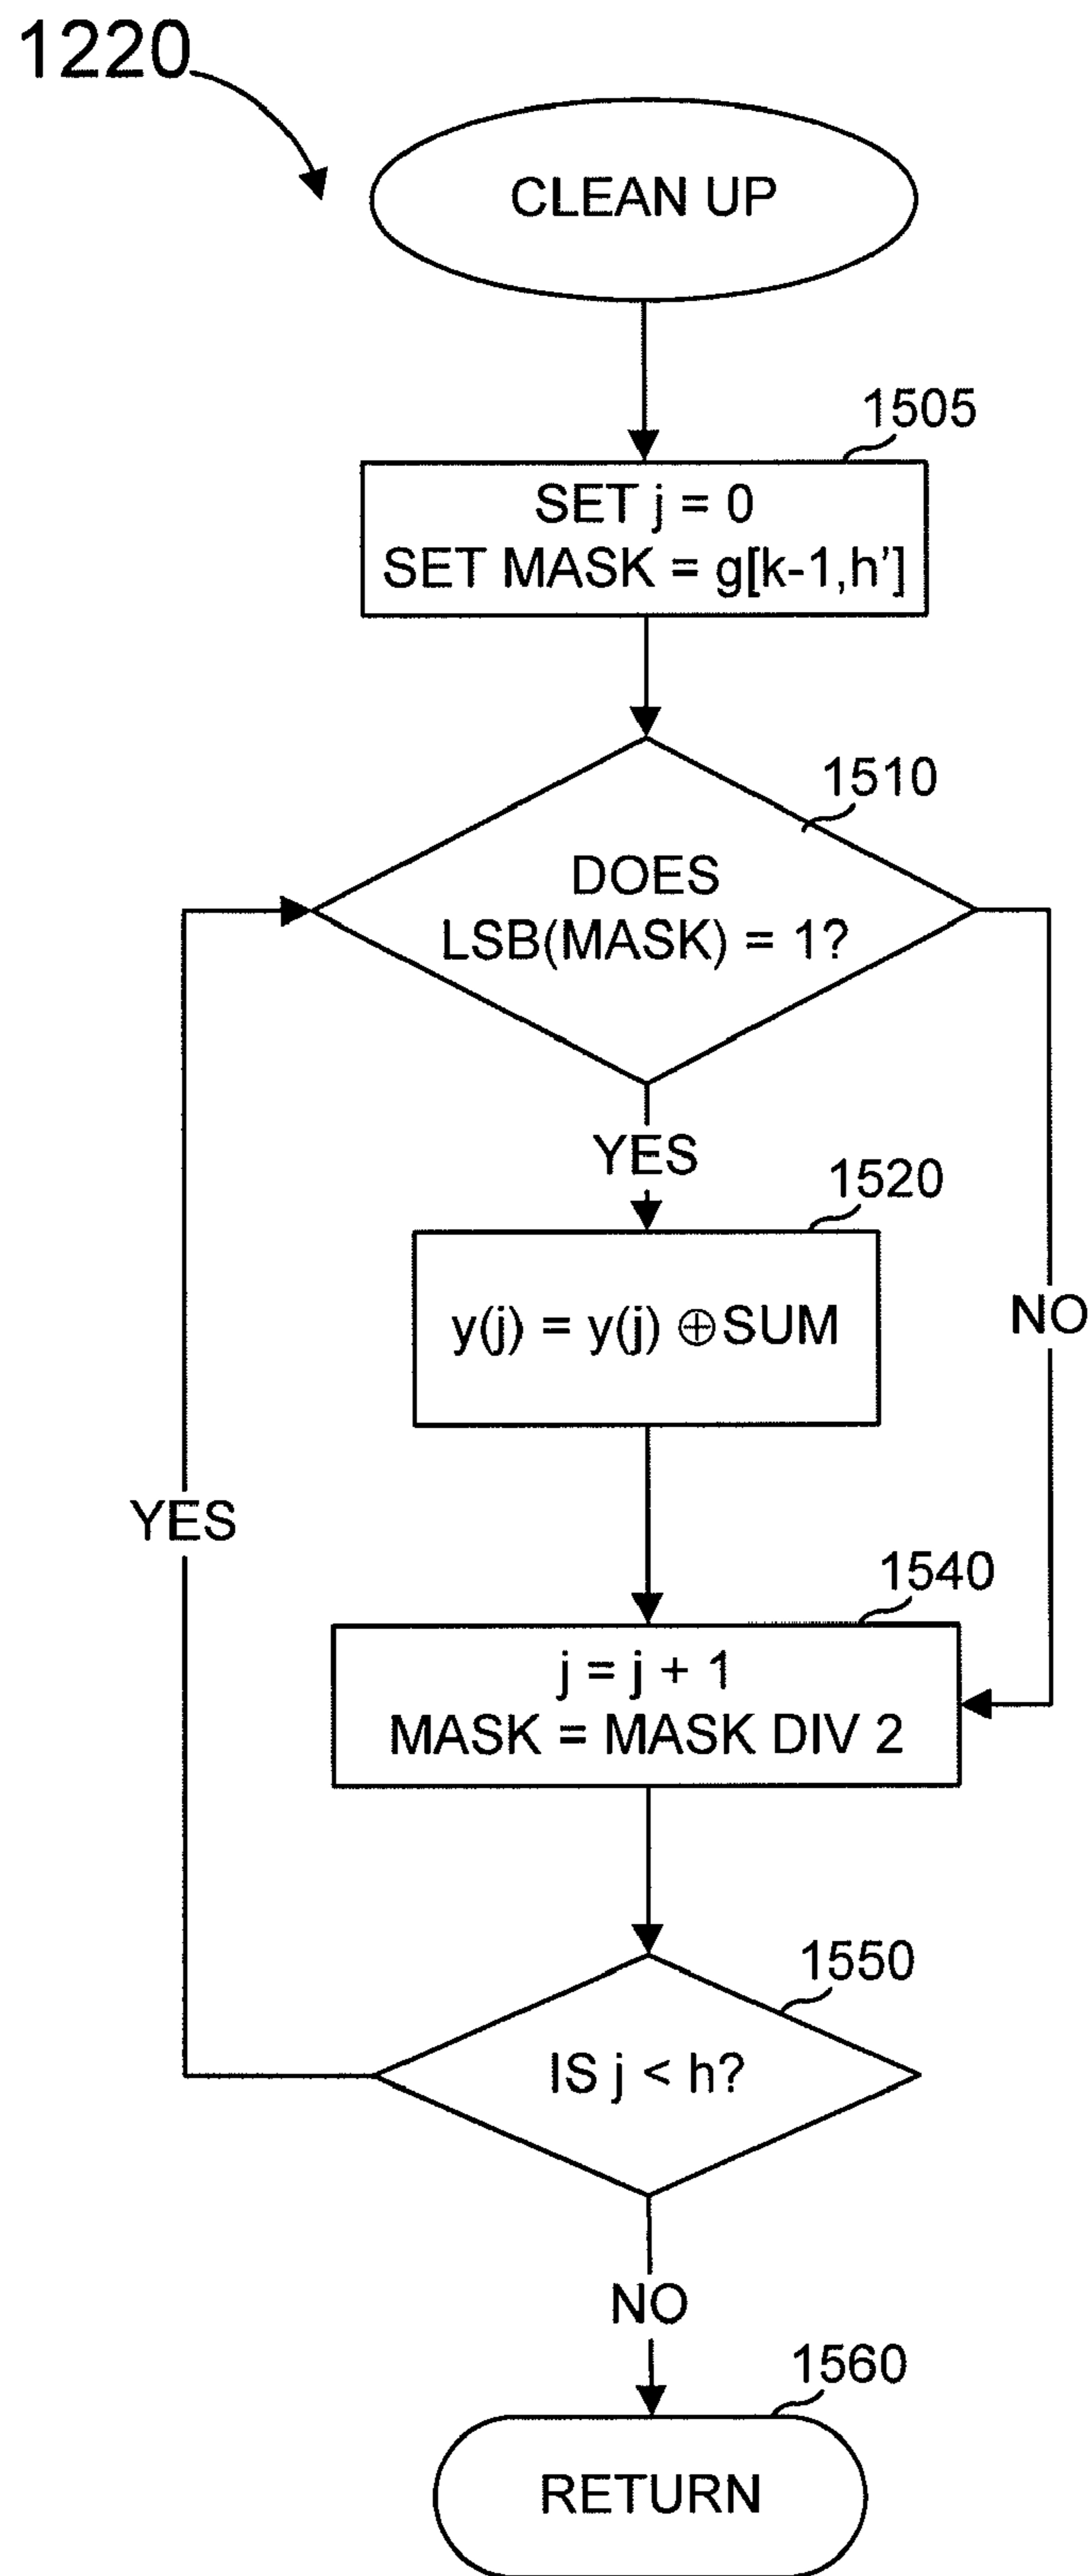 1220
CLEAN UP
1505
SET j = 0
SET MASK = g[k-1,h']
1510
DOES
LSB(MASK) = 1?
YES
1520
y(j) = y(j) ⊕SUM
NO
YES
1540
j = j + 1
MASK = MASK DIV 2
1550
IS j < h?
NO
1560
RETURN